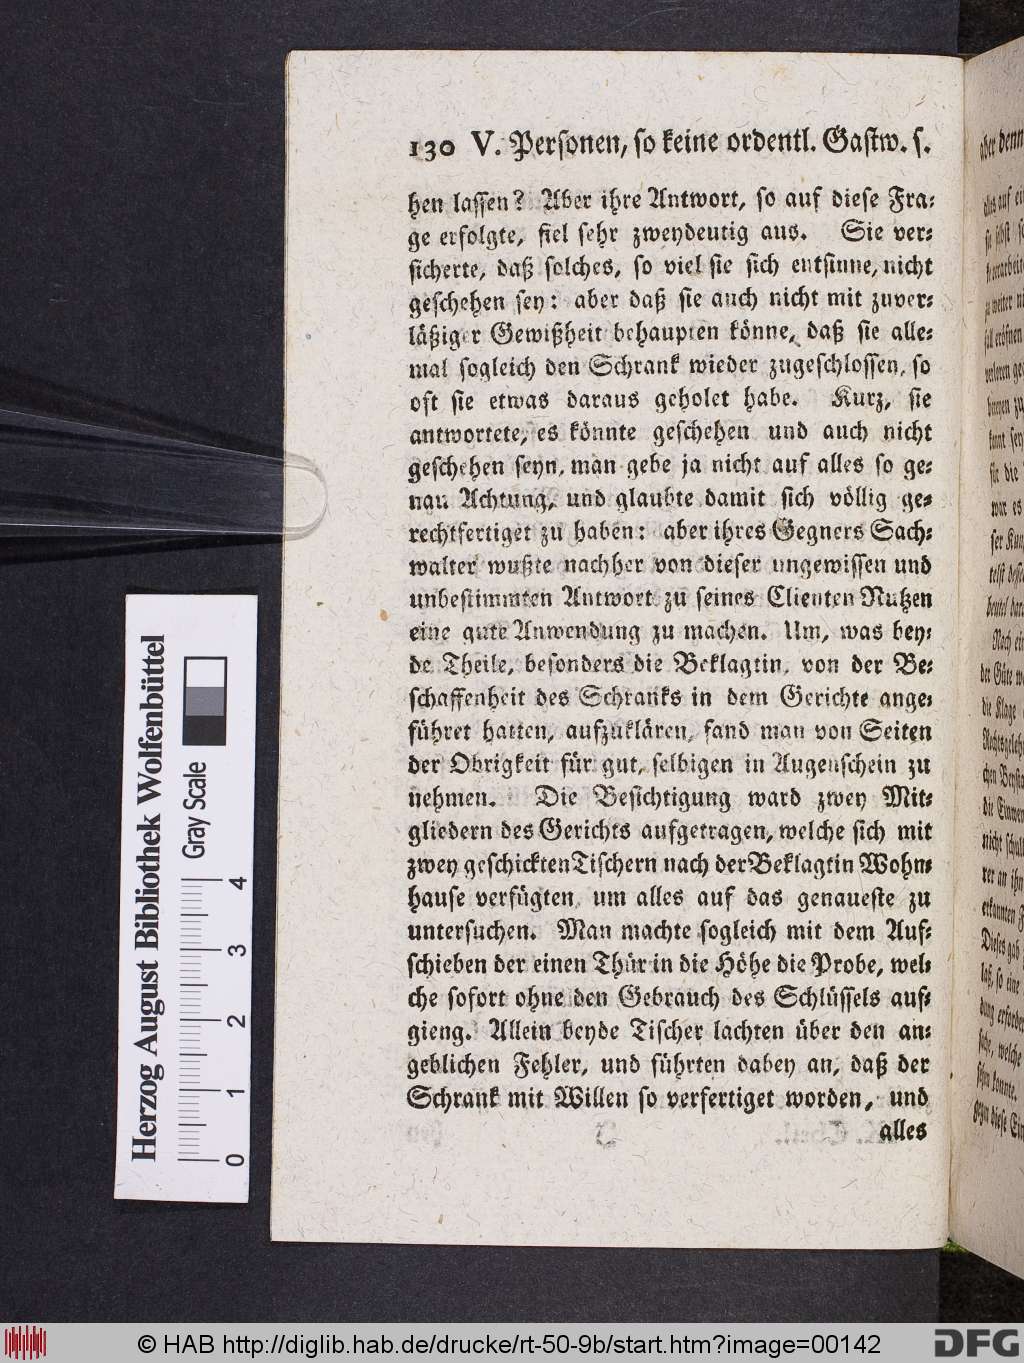 130 V. Personen, so keine ordentl. Gastw. s.
hen lassen? Aber ihre Antwort, so auf diese Fra-
ge erfolgte, fiel sehr zweydeutig aus. Sie ver-
sicherte, daß solches, so viel sie sich entsinne, nicht
geschehen sey: aber daß sie auch nicht mit zuver-
läßiger Gewißheit behaupten könne, daß sie alle-
mal sogleich den Schrank wieder zugeschlossen, so
oft sie etwas daraus geholet habe. Kurz, sie
antwortete, es könnte geschehen und auch nicht
geschehen seyn, man gebe ja nicht auf alles so ge-
nau Achtung, und glaubte damit sich völlig ge-
rechtfertiget zu haben: aber ihres Gegners Sach-
walter wußte nachher von dieser ungewissen und
unbestimmten Antwort zu seines Clienten Nutzen
eine gute Anwendung zu machen. Um, was bey-
de Theile, besonders die Beklagtin, von der Be-
schaffenheit des Schranks in dem Gerichte ange-
führet hatten, aufzuklären, fand man von Seiten
der Obrigkeit für gut, selbigen in Augenschein zu
nehmen. Die Besichtigung ward zwey Mit-
gliedern des Gerichts aufgetragen, welche sich mit
zwey geschickten Tischern nach der Beklagtin Wohn-
hause verfügten, um alles auf das genaueste zu
untersuchen. Man machte sogleich mit dem Auf-
schieben der einen Thür in die Höhe die Probe, wel-
che sofort ohne den Gebrauch des Schlüssels auf-
gieng. Allein beyde Tischer lachten über den an-
geblichen Fehler, und führten dabey an, daß der
Schrank mit Willen so verfertiget worden, und
alles
Herzog August Bibliothek Wolfenbüttel
Gray Scale
0 1 2 3 4
© HAB http://diglib.hab.de/drucke/rt-50-9b/start.htm?image=00142
DFG